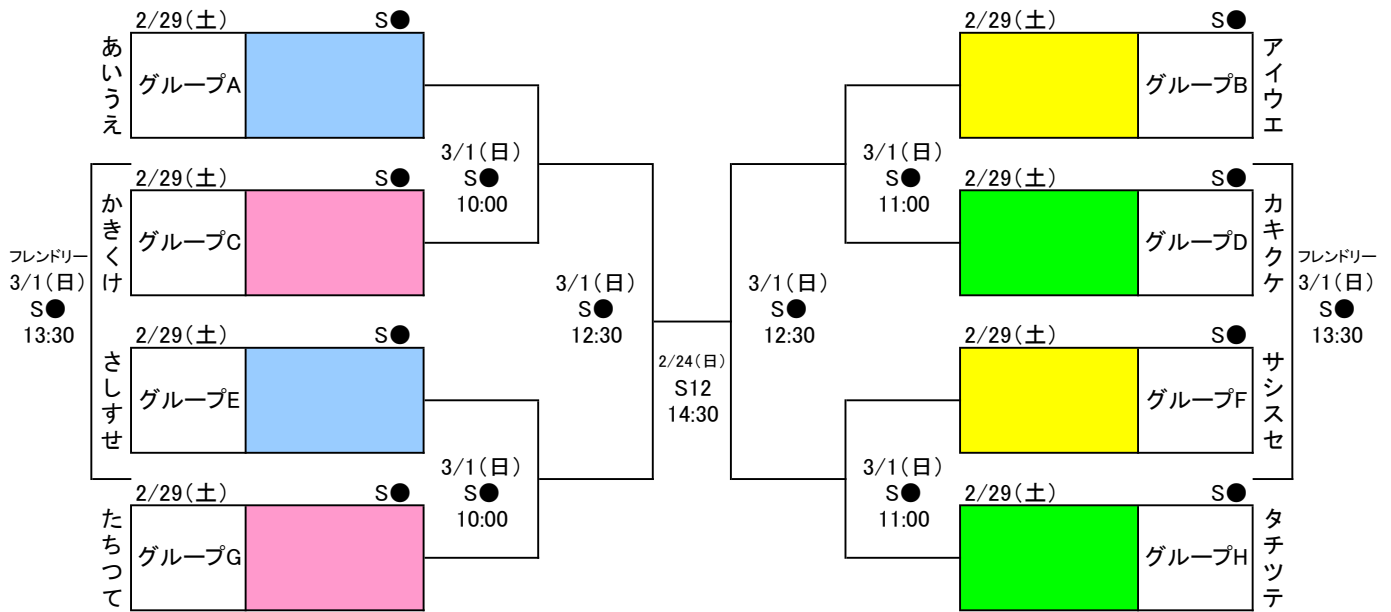 2/29(土) S●
あいうえ
グループA
3/1(日)
S●
10:00
2/29(土) S●
かきくけ
グループC
フレンドリー
3/1(日)
S●
13:30
3/1(日)
S●
12:30
2/29(土) S●
さしすせ
グループE
3/1(日)
S●
10:00
2/29(土) S●
たちつて
グループG
2/24(日)
S12
14:30
2/29(土) S●
アイウエ
グループB
3/1(日)
S●
11:00
2/29(土) S●
カキクケ
グループD
フレンドリー
3/1(日)
S●
13:30
3/1(日)
S●
12:30
2/29(土) S●
サシスセ
グループF
3/1(日)
S●
11:00
2/29(土) S●
タチツテ
グループH